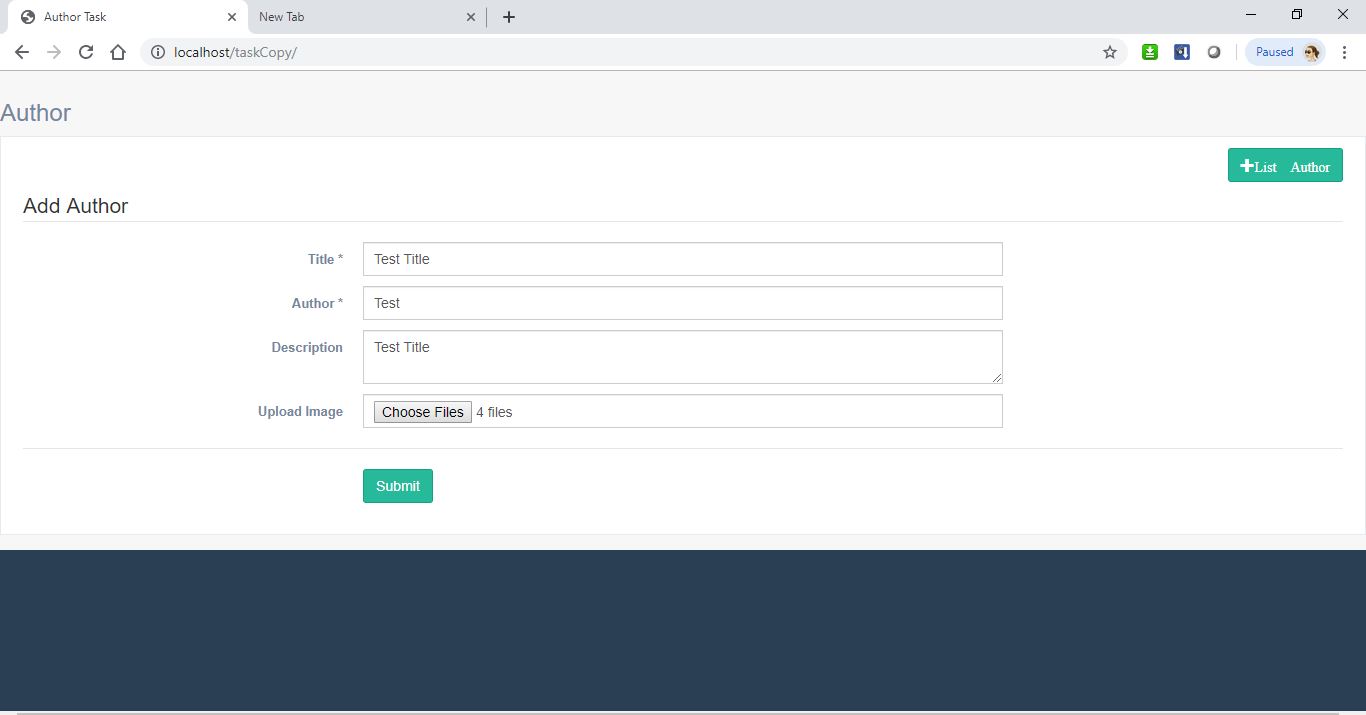 Author Task
New Tab
localhost/taskCopy/
Paused
Author
List Author
Add Author
Title * Test Title
Author * Test
Description Test Title
Upload Image Choose Files 4 files
Submit